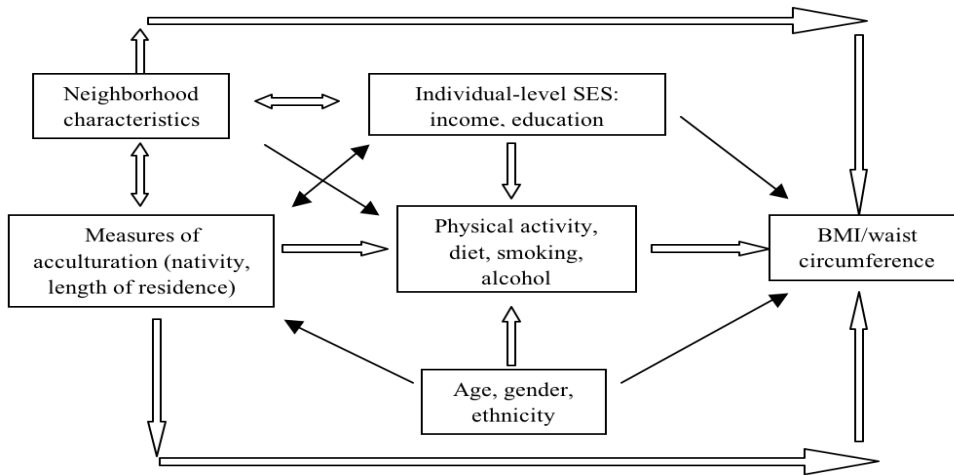 Neighborhood
characteristics
Individual-level SES:
income, education
Measures of
acculturation (nativity,
length of residence)
Physical activity,
diet, smoking,
alcohol
BMI/waist
circumference
Age, gender,
ethnicity